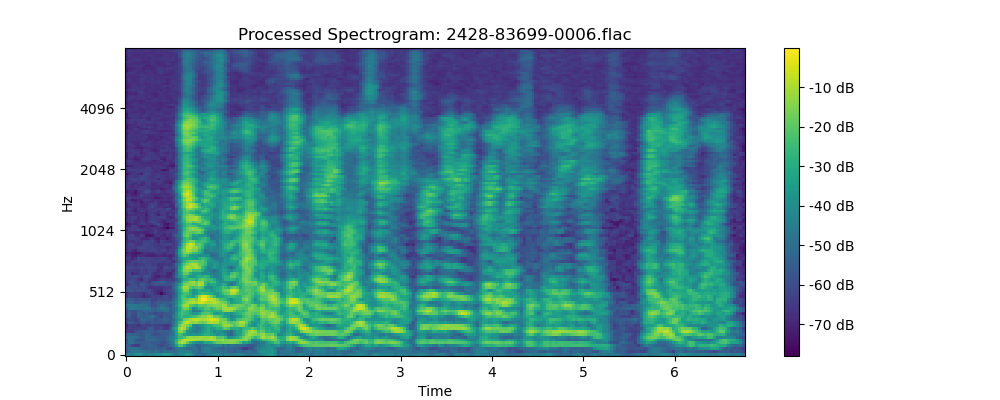 Processed Spectrogram: 2428-83699-0006.flac
Hz
4096
2048
1024
512
0
0 1 2 3 4 5 6
Time
-10 dB
-20 dB
-30 dB
-40 dB
-50 dB
-60 dB
-70 dB